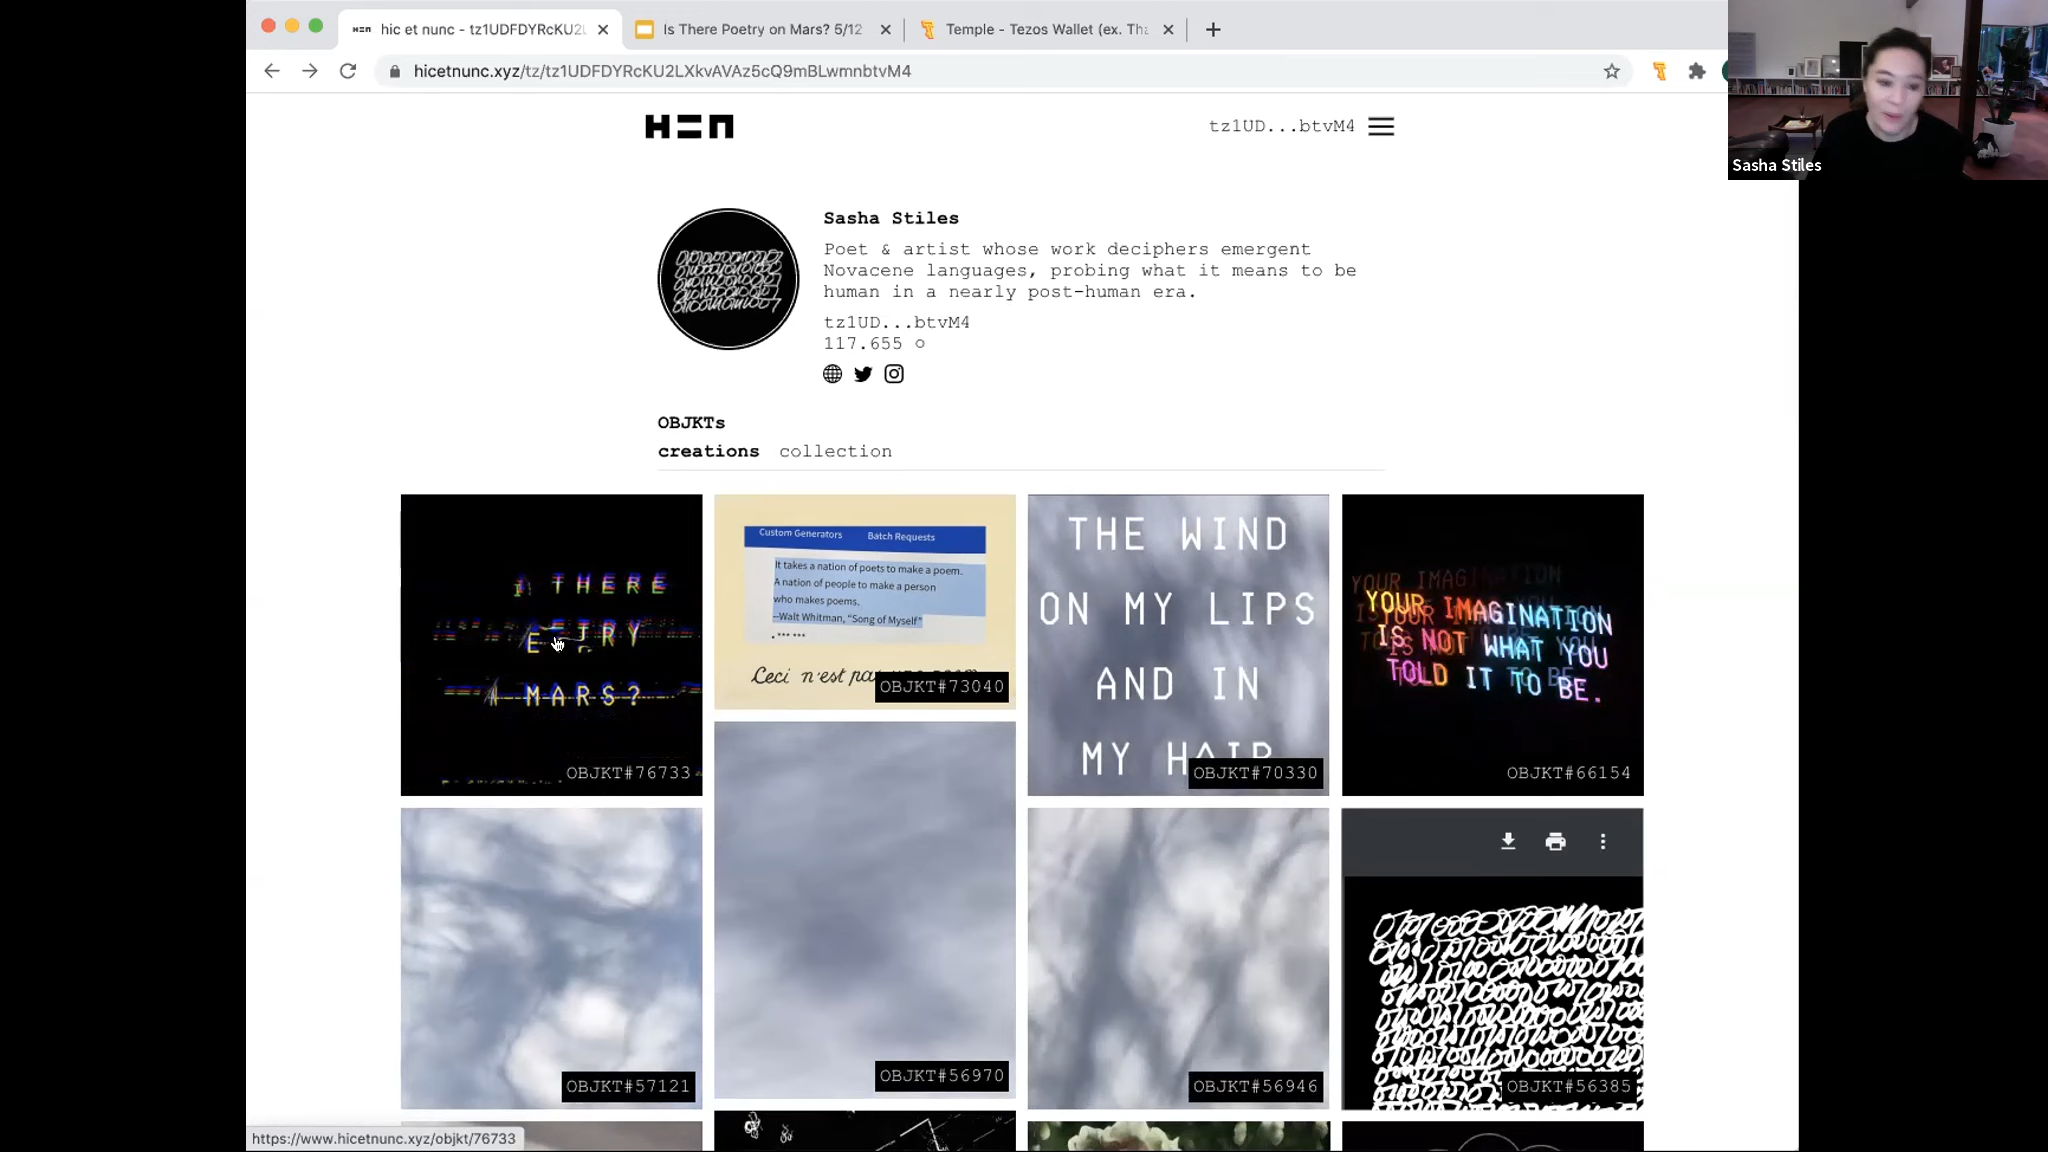 hic et nunc - tz1UDFDYRcKU2
Is There Poetry on Mars? 5/12
Temple - Tezos Wallet (ex. Tha
hicetnunc.xyz/tz/tz1UDFDYRcKU2LXkvAVAz5cQ9mBLwmnbtvM4
Sasha Stiles
tz1UD...btvM4
Sasha Stiles
Poet & artist whose work deciphers emergent
Novacene languages, probing what it means to be
human in a nearly post-human era.
tz1UD...btvM4
117.655
OBJKTs
creations collection
THERE
MARS?
OBJKT#76733
Custom Generators Batch Requests
It takes a nation of poets to make a poem.
A nation of people to make a person
who makes poems.
--Walt Whitman, “Song of Myself”
Ceci n'est pas
OBJKT#73040
THE WIND
ON MY LIPS
AND IN
MY HAIR
OBJKT#70330
YOUR IMAGINATION
IS NOT WHAT YOU
TOLD IT TO BE.
OBJKT#66154
OBJKT#57121
OBJKT#56970
OBJKT#56946
OBJKT#56385
https://www.hicetnunc.xyz/objkt/76733